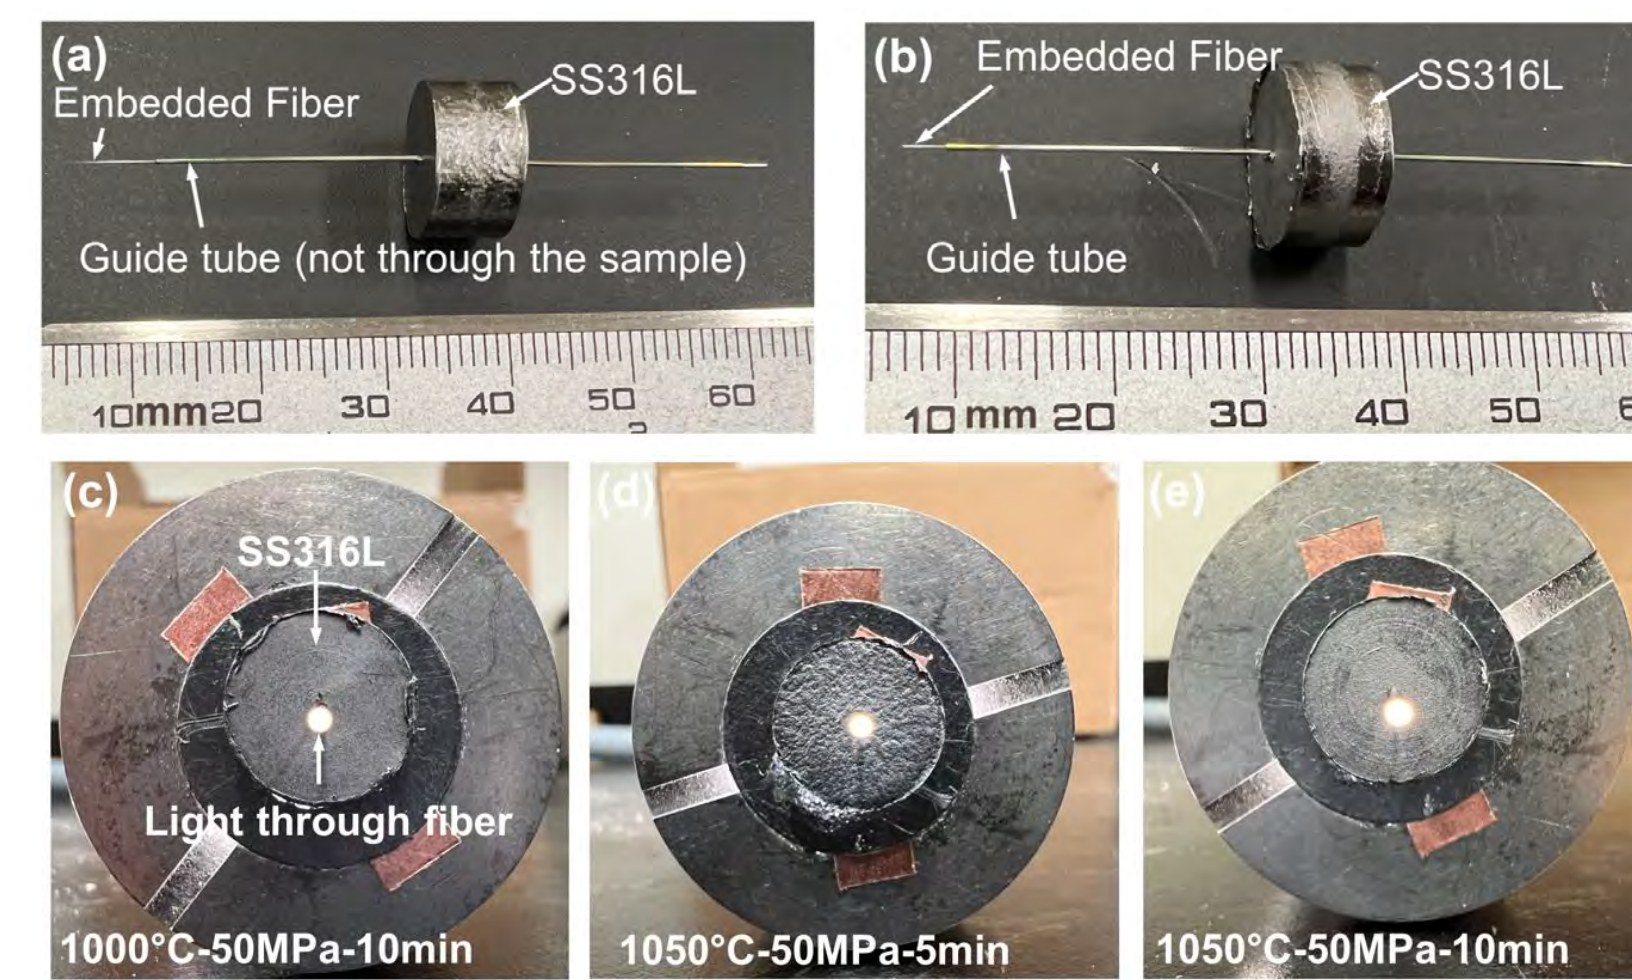 (a)
Embedded Fiber
SS316L
Guide tube (not through the sample)
10mm20 30 40 50 60
2
(b)
Embedded Fiber
SS316L
Guide tube
10 mm 20 30 40 50 6
(c)
SS316L
Light through fiber
1000°C-50MPa-10min
(d)
1050°C-50MPa-5min
(e)
1050°C-50MPa-10min